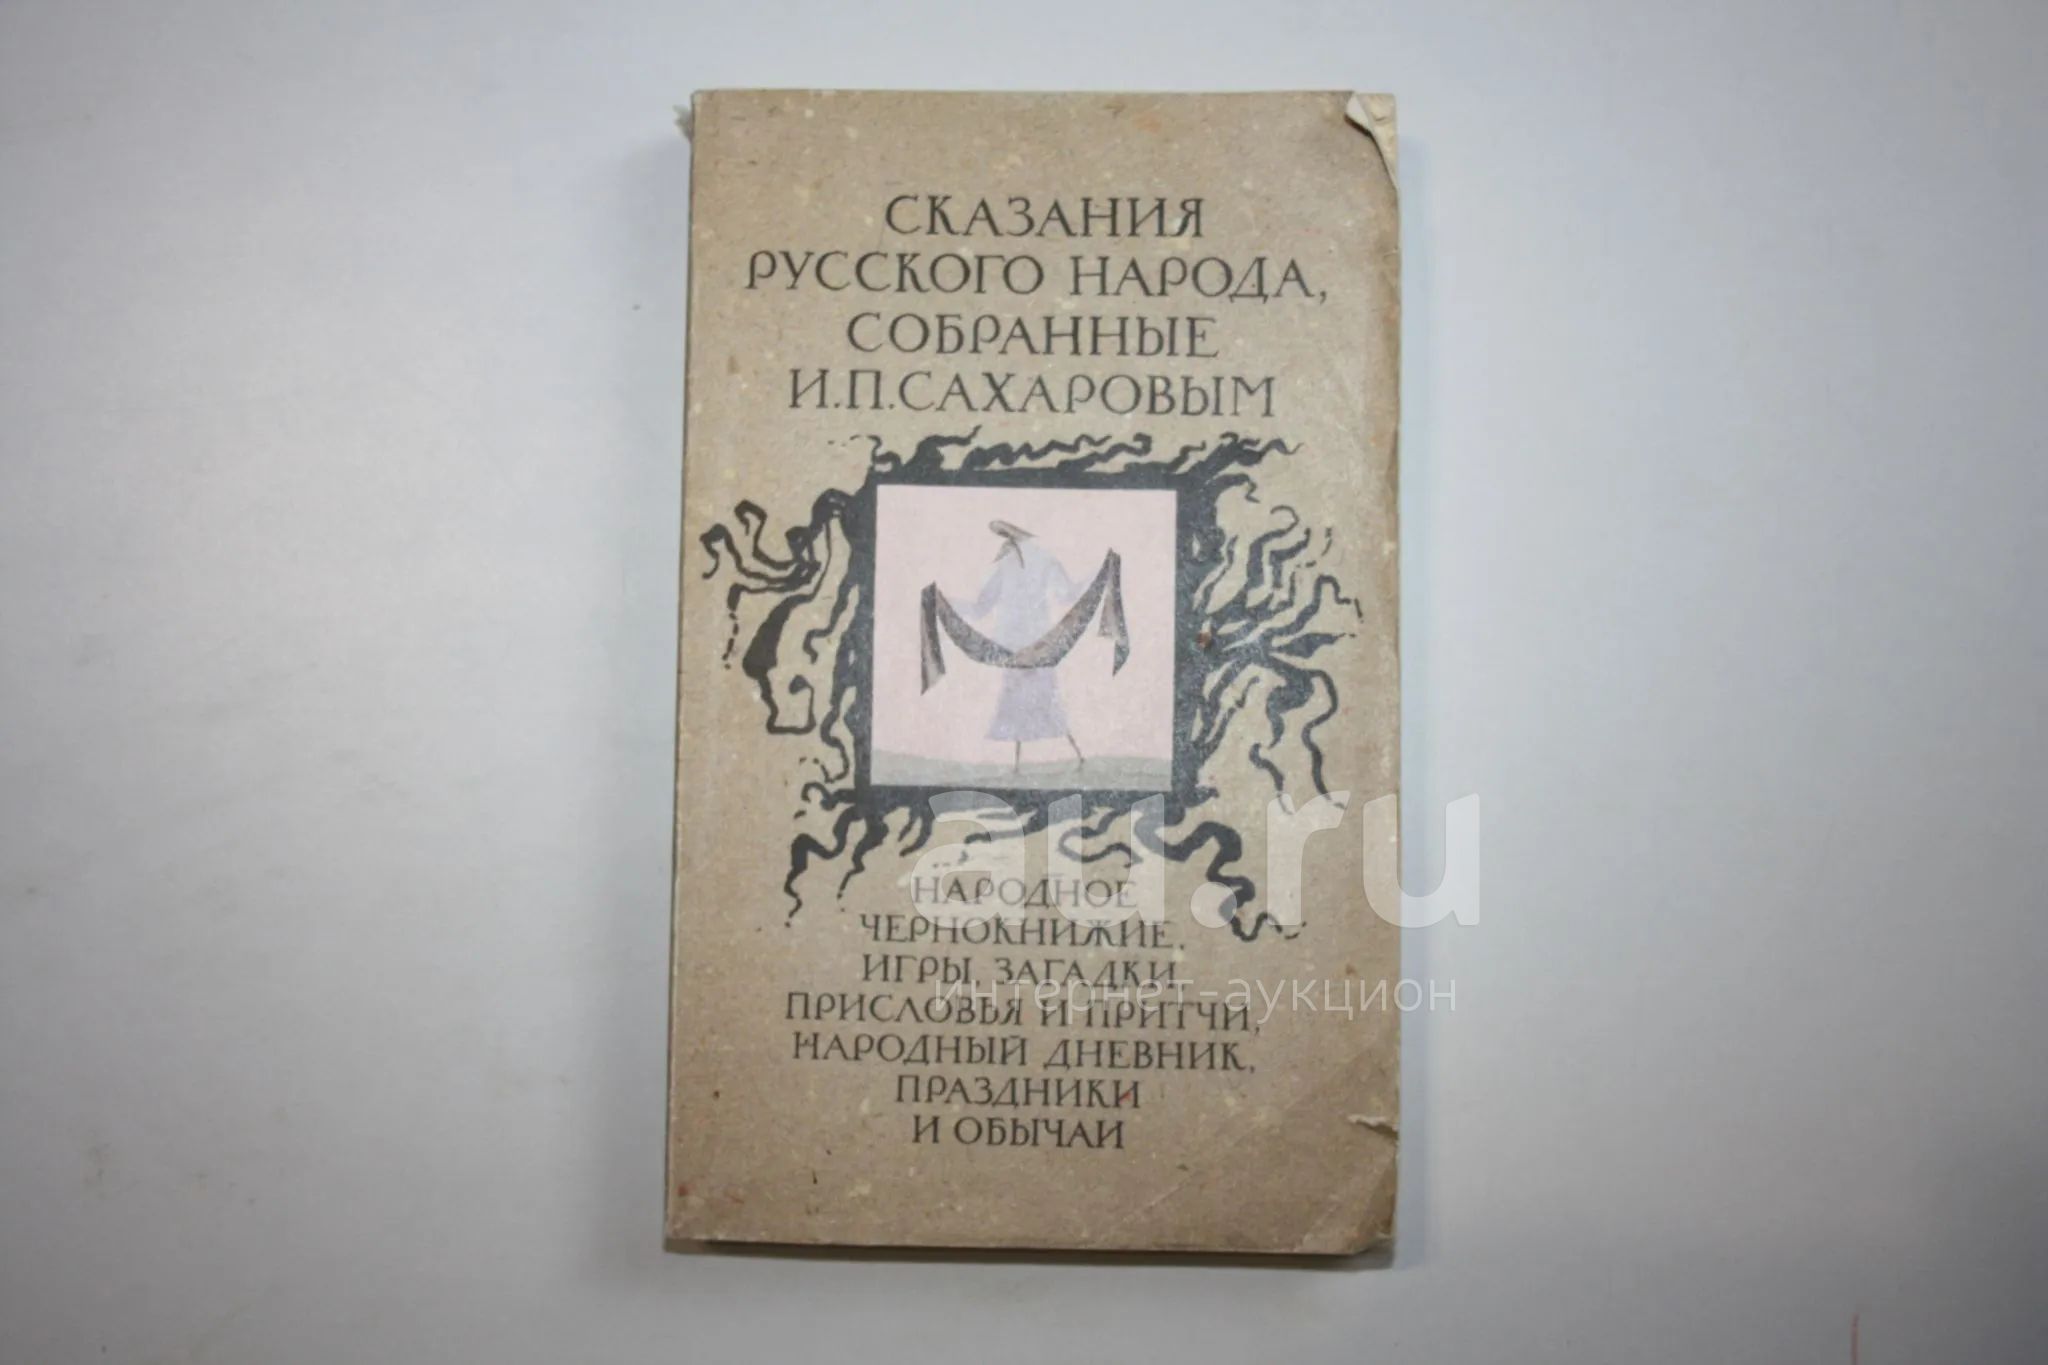 СКАЗАНИЯ
РУССКОГО НАРОДА,
СОБРАННЫЕ
И.П.САХАРОВЫМ
НАРОДНОЕ
ЧЕРНОКНИЖИЕ,
ИГРЫ, ЗАГАДКИ,
ПРИСЛОВЬЯ И ПРИТЧИ,
НАРОДНЫЙ ДНЕВНИК,
ПРАЗДНИКИ
И ОБЫЧАИ
au.ru
интернет-аукцион